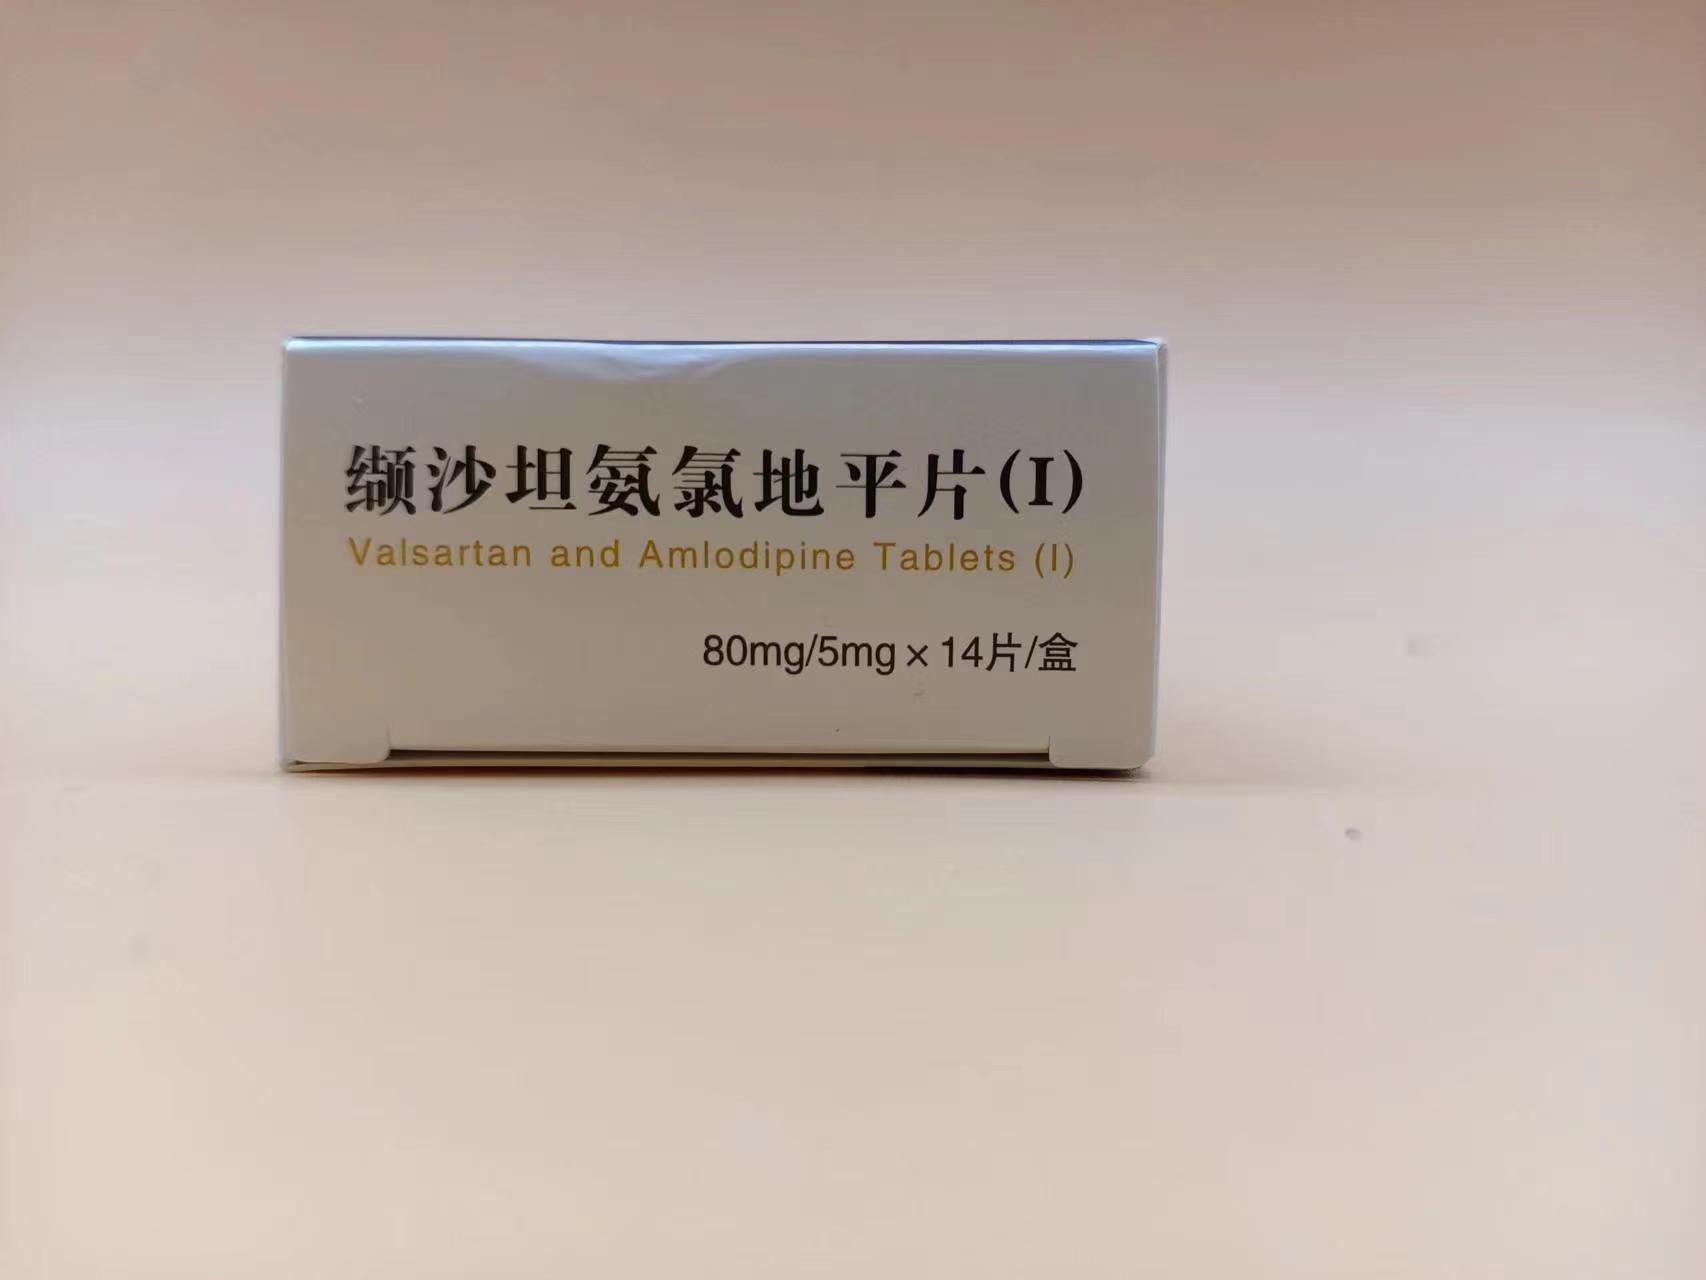 缬沙坦氨氯地平片(I)
Valsartan and Amlodipine Tablets (I)
80mg/5mg×14片/盒